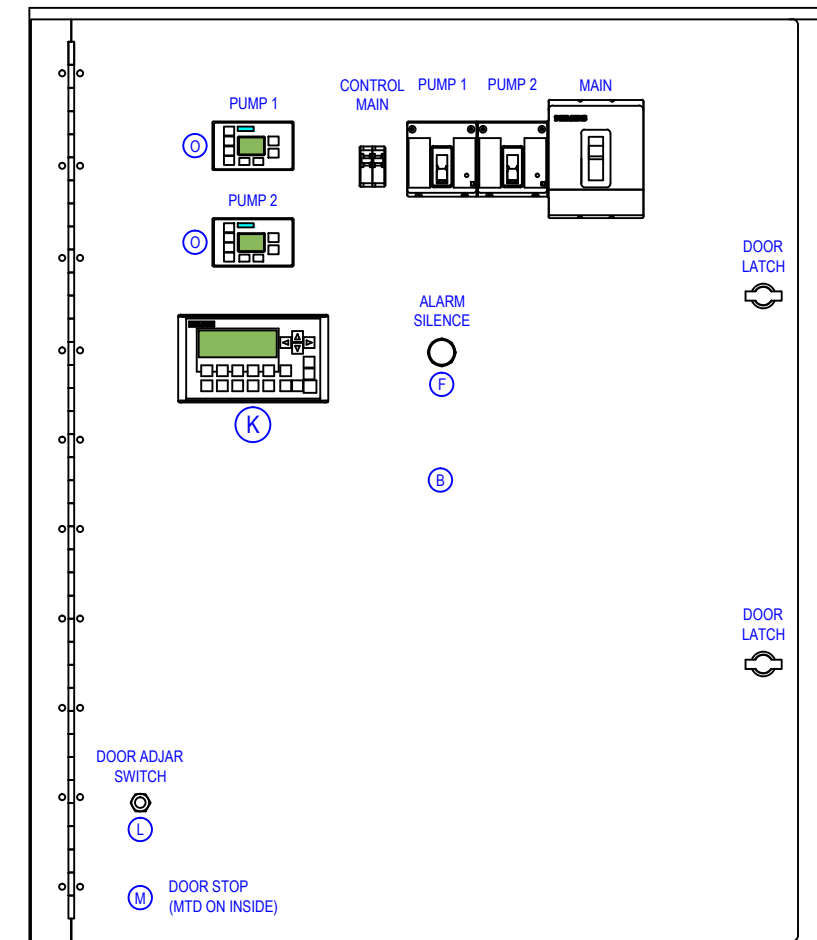 CONTROL
MAIN
PUMP 1
PUMP 2
MAIN
PUMP 1
O
PUMP 2
O
DOOR
LATCH
ALARM
SILENCE
F
K
B
DOOR
LATCH
DOOR ADJAR
SWITCH
L
M
DOOR STOP
(MTD ON INSIDE)